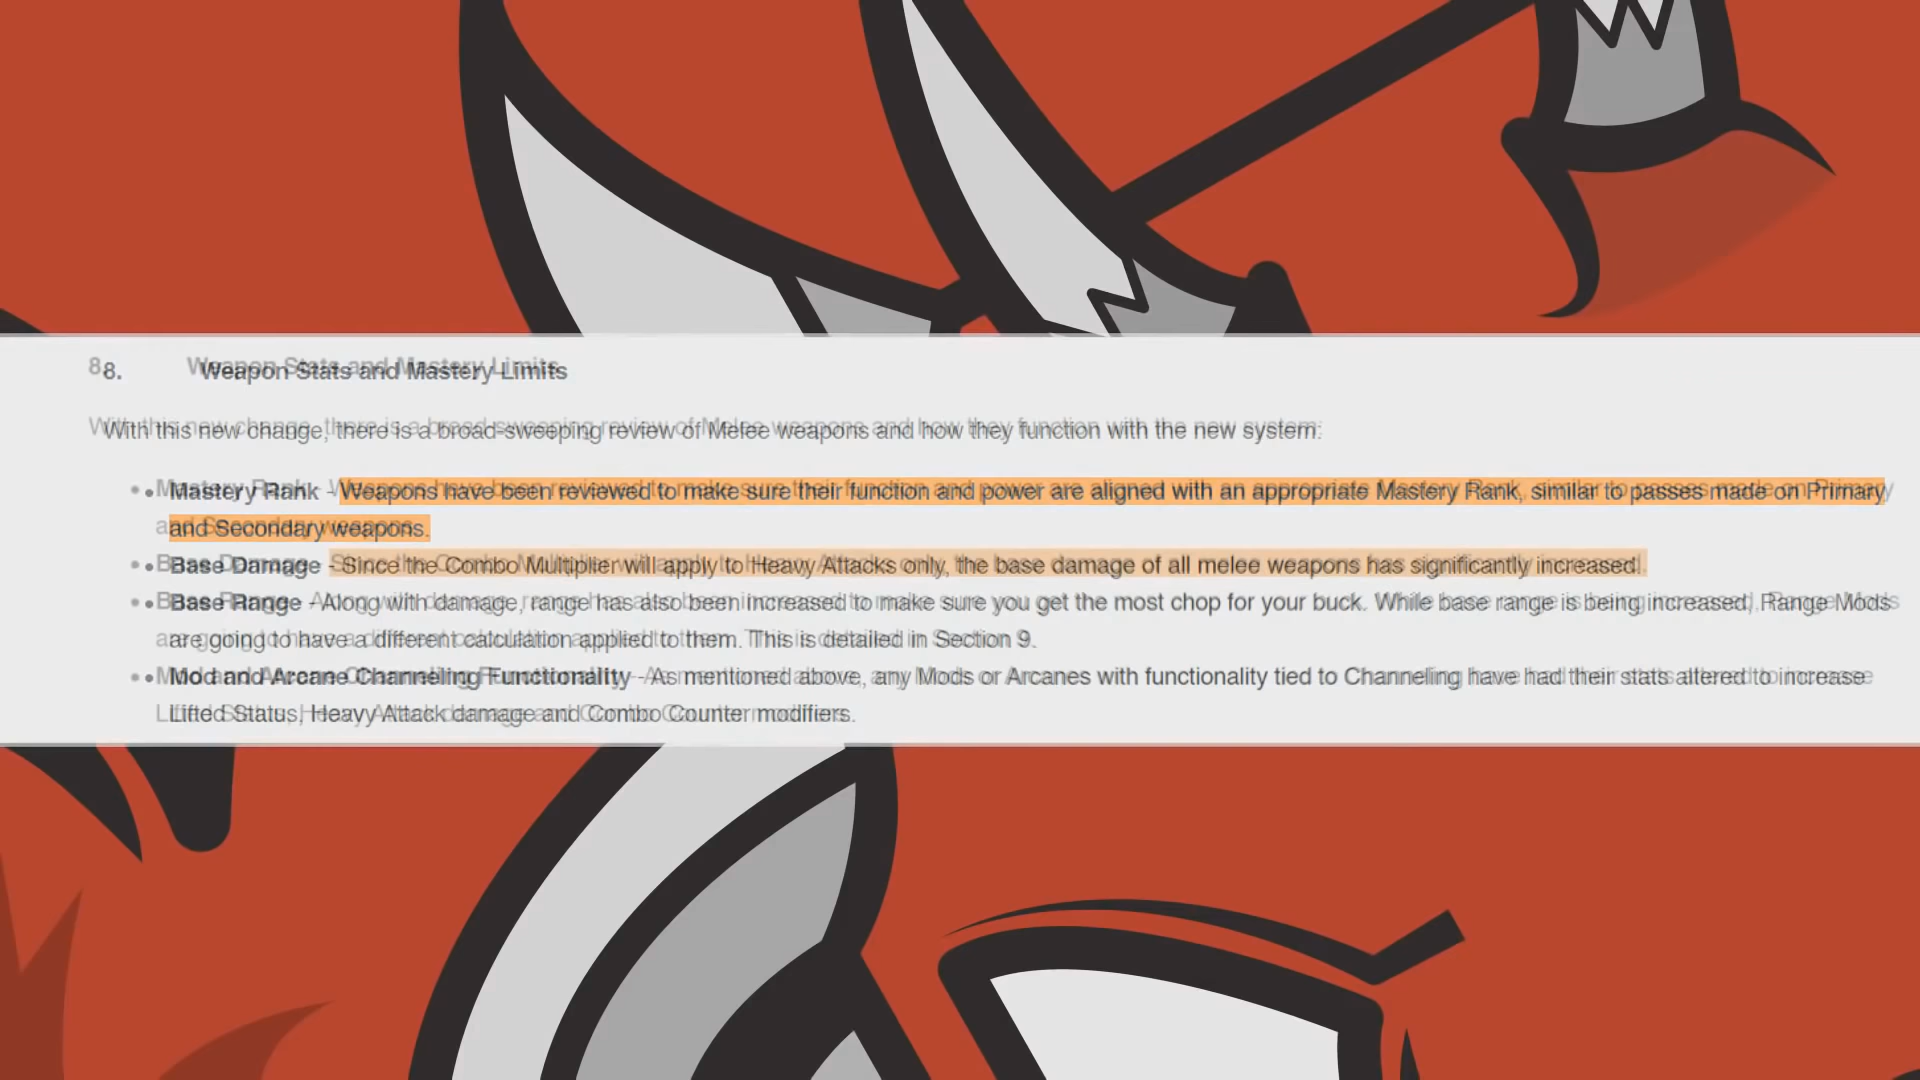 8. Weapon Stats and Mastery Limits
With this new change, there is a broad-sweeping review of Melee weapons and how they function with the new system:
• Mastery Rank - Weapons have been reviewed to make sure their function and power are aligned with an appropriate Mastery Rank, similar to passes made on Primary
and Secondary weapons.
• Base Damage - Since the Combo Multiplier will apply to Heavy Attacks only, the base damage of all melee weapons has significantly increased.
• Base Range - Along with damage, range has also been increased to make sure you get the most chop for your buck. While base range is being increased, Range Mods
are going to have a different calculation applied to them. This is detailed in Section 9.
• Mod and Arcane Channeling Functionality - As mentioned above, any Mods or Arcanes with functionality tied to Channeling have had their stats altered to increase
Lifted Status, Heavy Attack damage and Combo Counter modifiers.